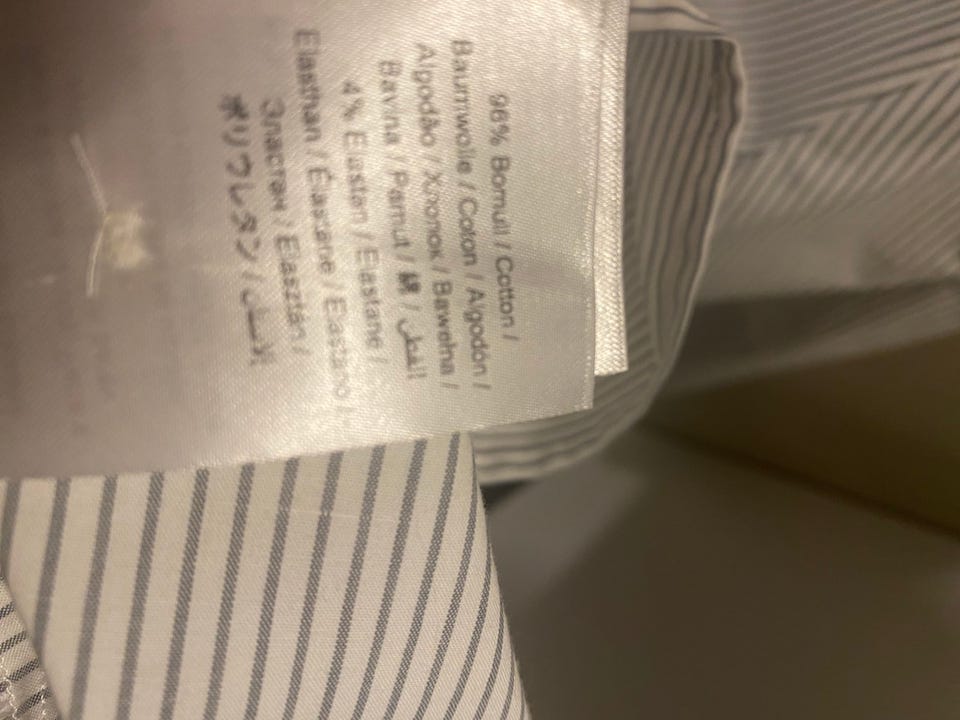 96% Bomull / Cotton /
Baumwolle / Coton / Algodón /
Algodão / Хлопок / Bawełna /
Bavlna / Pamut / 綿 / القطن
4% Elastan / Elastane /
Elasthan / Élastane / Elastano /
Эластан / Elasztán /
ポリウレタン /